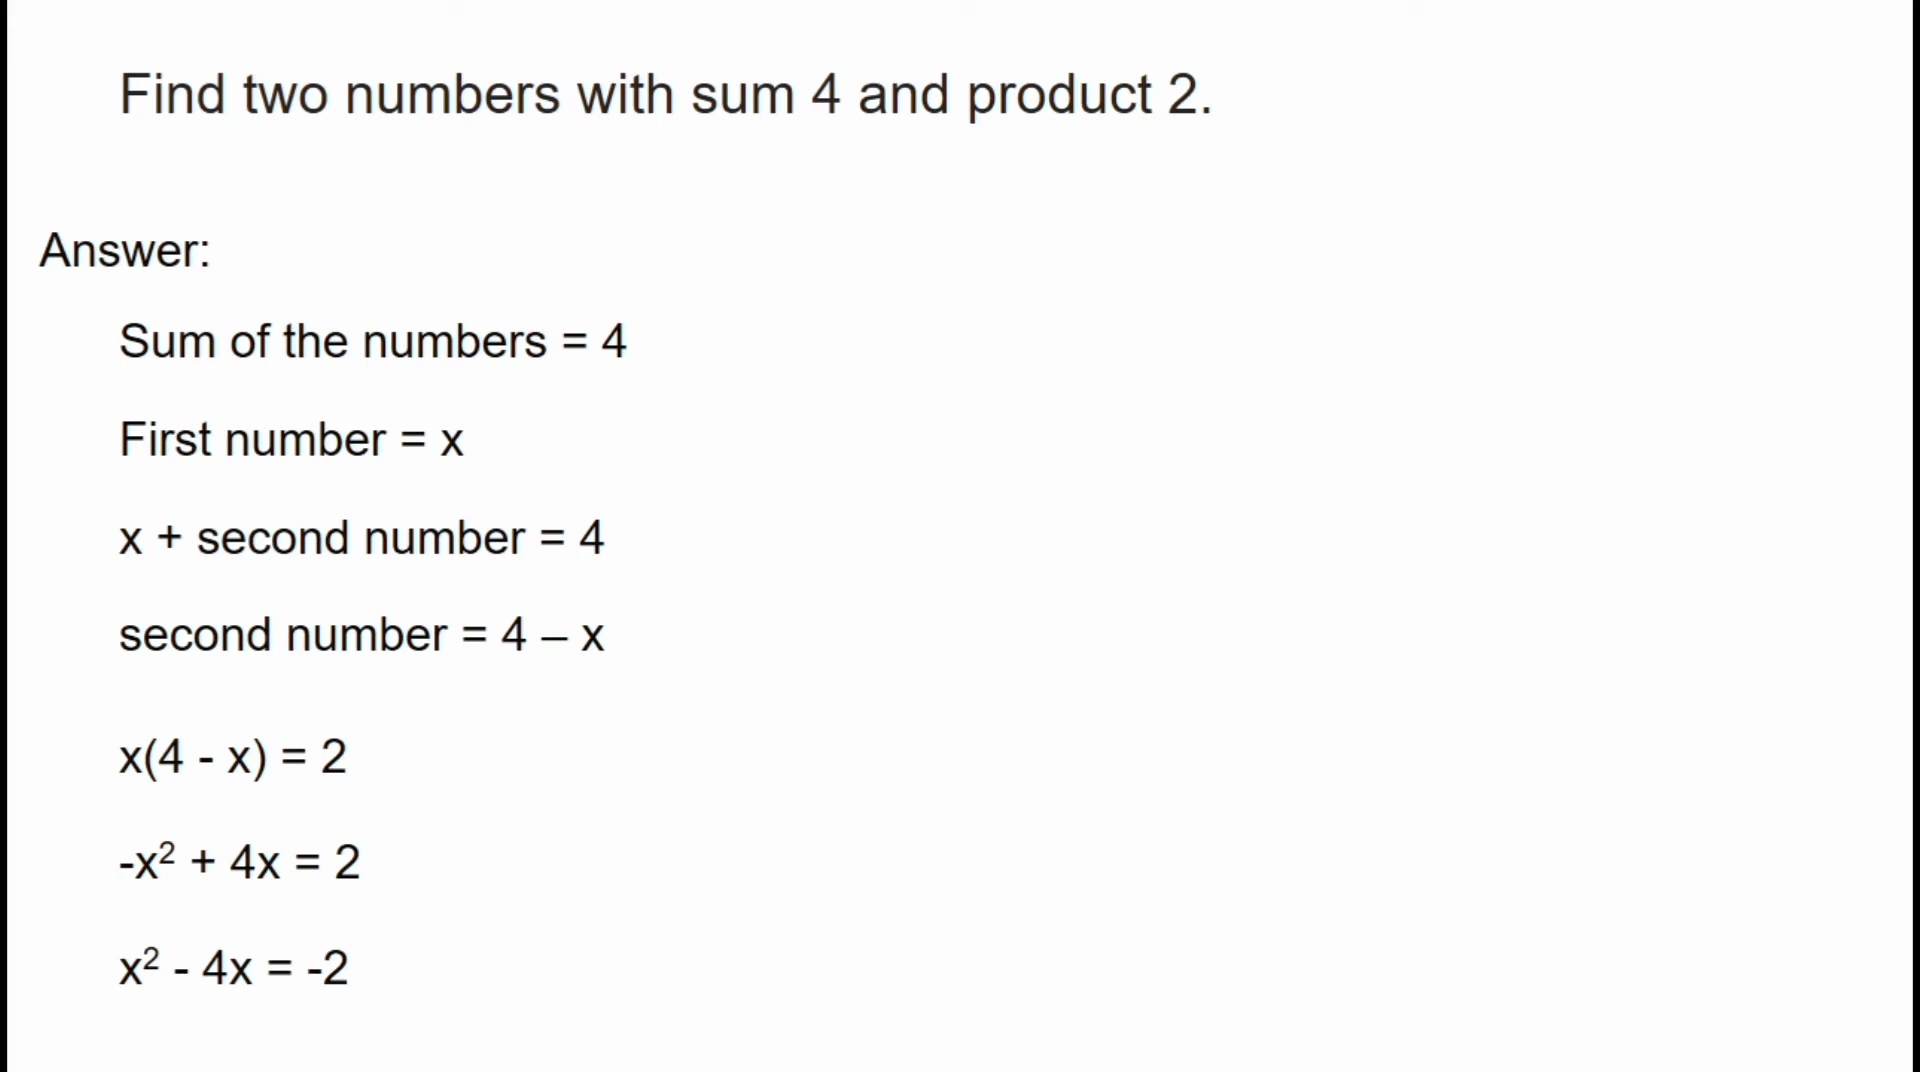 Find two numbers with sum 4 and product 2.
Answer:
Sum of the numbers = 4
First number = x
x + second number = 4
second number = 4 – x
x(4 - x) = 2
-x² + 4x = 2
x² - 4x = -2